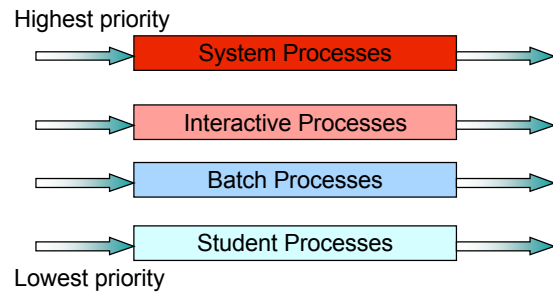 Highest priority
System Processes
Interactive Processes
Batch Processes
Student Processes
Lowest priority